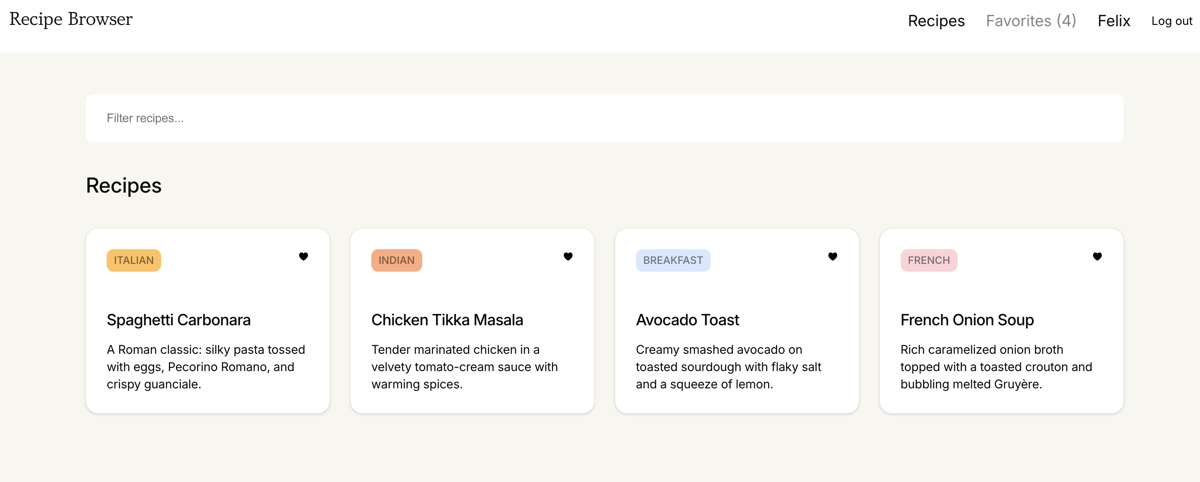 Recipe Browser
Recipes
Favorites (4)
Felix
Log out
Filter recipes...
Recipes
ITALIAN
Spaghetti Carbonara
A Roman classic: silky pasta tossed
with eggs, Pecorino Romano, and
crispy guanciale.
INDIAN
Chicken Tikka Masala
Tender marinated chicken in a
velvety tomato-cream sauce with
warming spices.
BREAKFAST
Avocado Toast
Creamy smashed avocado on
toasted sourdough with flaky salt
and a squeeze of lemon.
FRENCH
French Onion Soup
Rich caramelized onion broth
topped with a toasted crouton and
bubbling melted Gruyère.